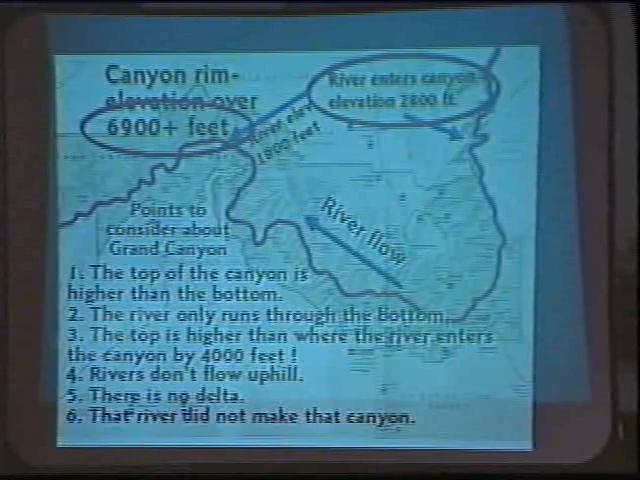 Canyon rim-
elevation over
6900+ feet
River enters canyon-
elevation 2800 ft.
River elev
1800 feet
River flow
Points to
consider about
Grand Canyon
1. The top of the canyon is
higher than the bottom.
2. The river only runs through the Bottom.
3. The top is higher than where the river enters
the canyon by 4000 feet !
4. Rivers don't flow uphill.
5. There is no delta.
6. That river did not make that canyon.